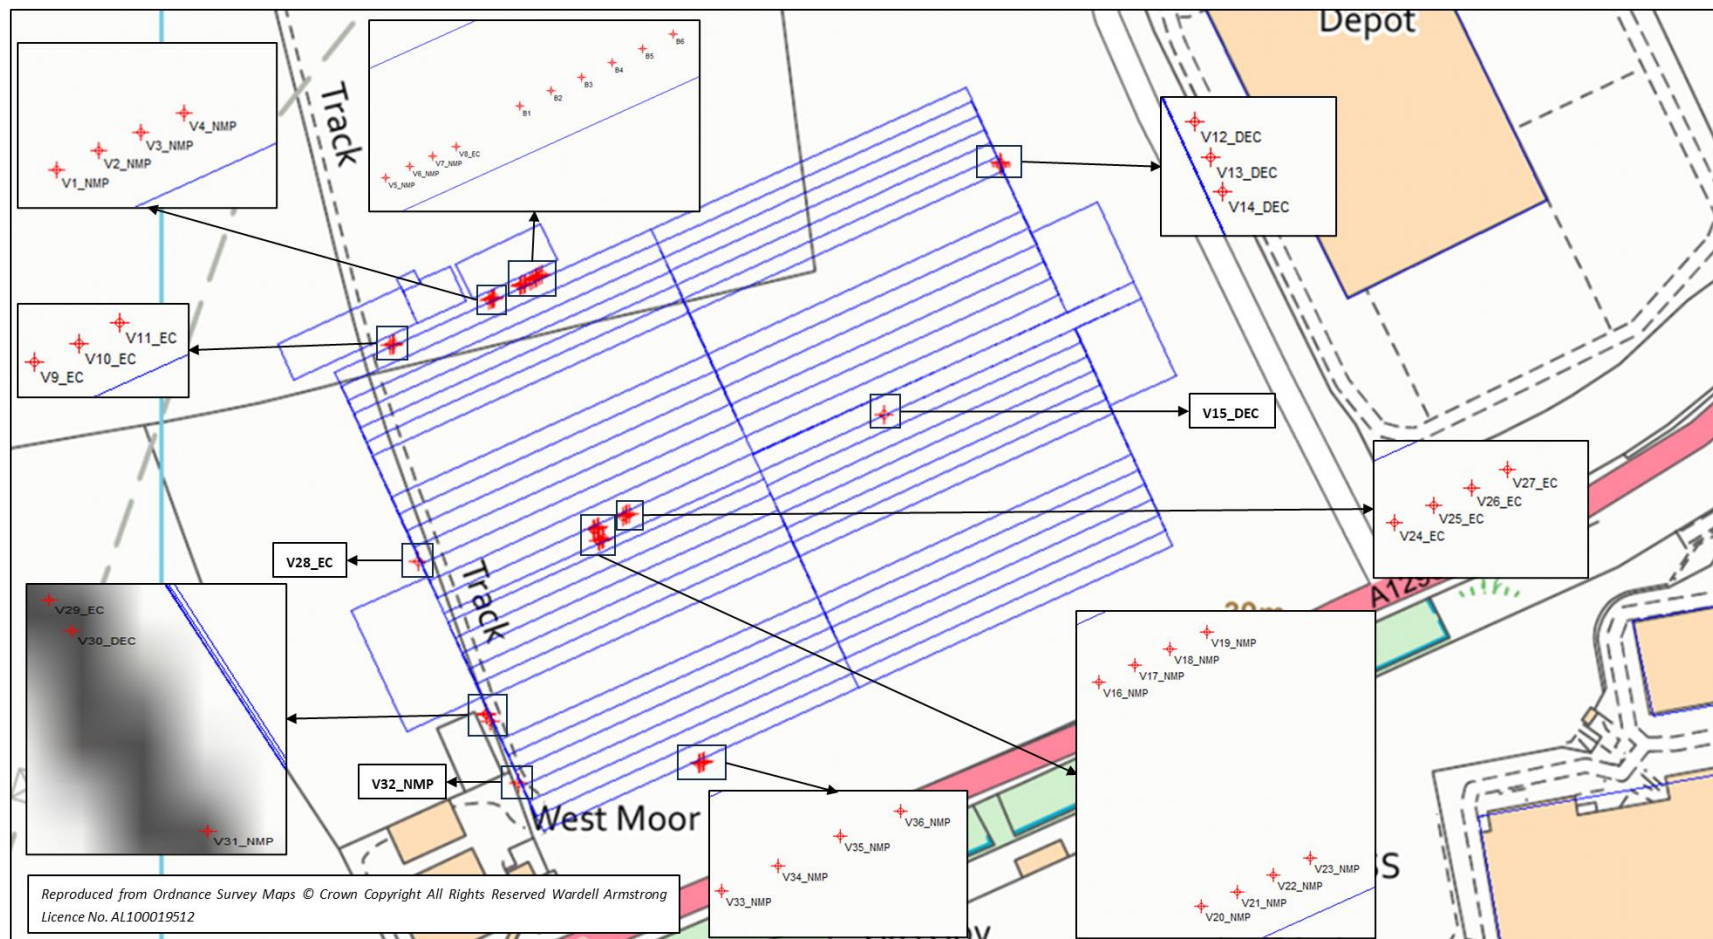 Depot
Track
V4_NMP
V3_NMP
V2_NMP
V1_NMP
B6
B5
B4
B3
B2
B1
V8_EC
V7_NMP
V6_NMP
V5_NMP
V12_DEC
V13_DEC
V14_DEC
V11_EC
V10_EC
V9_EC
V15_DEC
V27_EC
V26_EC
V25_EC
V24_EC
V28_EC
Track
V29_EC
V30_DEC
V31_NMP
V19_NMP
V18_NMP
V17_NMP
V16_NMP
V23_NMP
V22_NMP
V21_NMP
V20_NMP
V32_NMP
West Moor
V36_NMP
V35_NMP
V34_NMP
V33_NMP
Reproduced from Ordnance Survey Maps © Crown Copyright All Rights Reserved Wardell Armstrong
Licence No. AL100019512